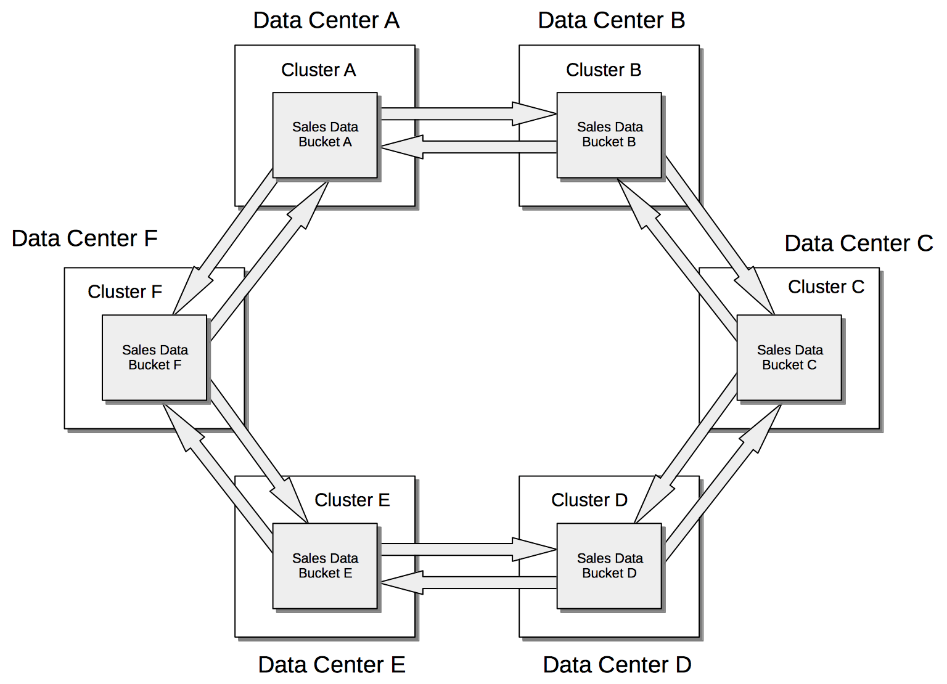 Data Center A
Data Center B
Cluster A
Cluster B
Sales Data
Bucket A
Sales Data
Bucket B
Data Center F
Data Center C
Cluster F
Cluster C
Sales Data
Bucket F
Sales Data
Bucket C
Cluster E
Cluster D
Sales Data
Bucket E
Sales Data
Bucket D
Data Center E
Data Center D